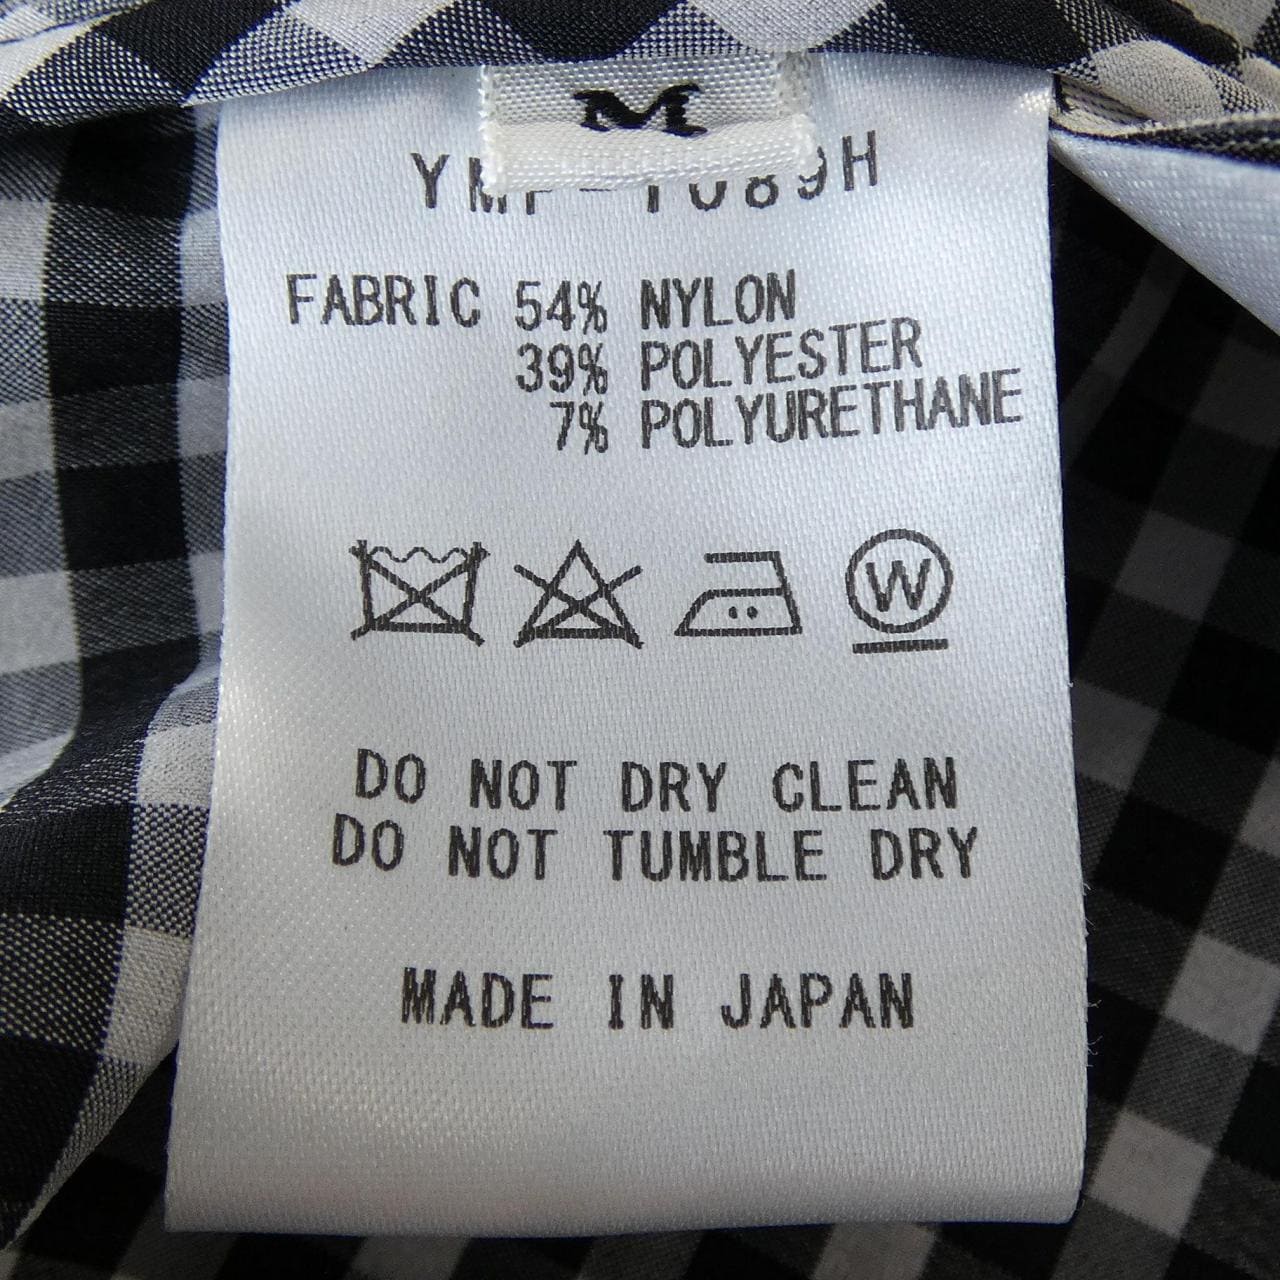 M
FABRIC 54% NYLON
39% POLYESTER
7% POLYURETHANE
W
DO NOT DRY CLEAN
DO NOT TUMBLE DRY
MADE IN JAPAN